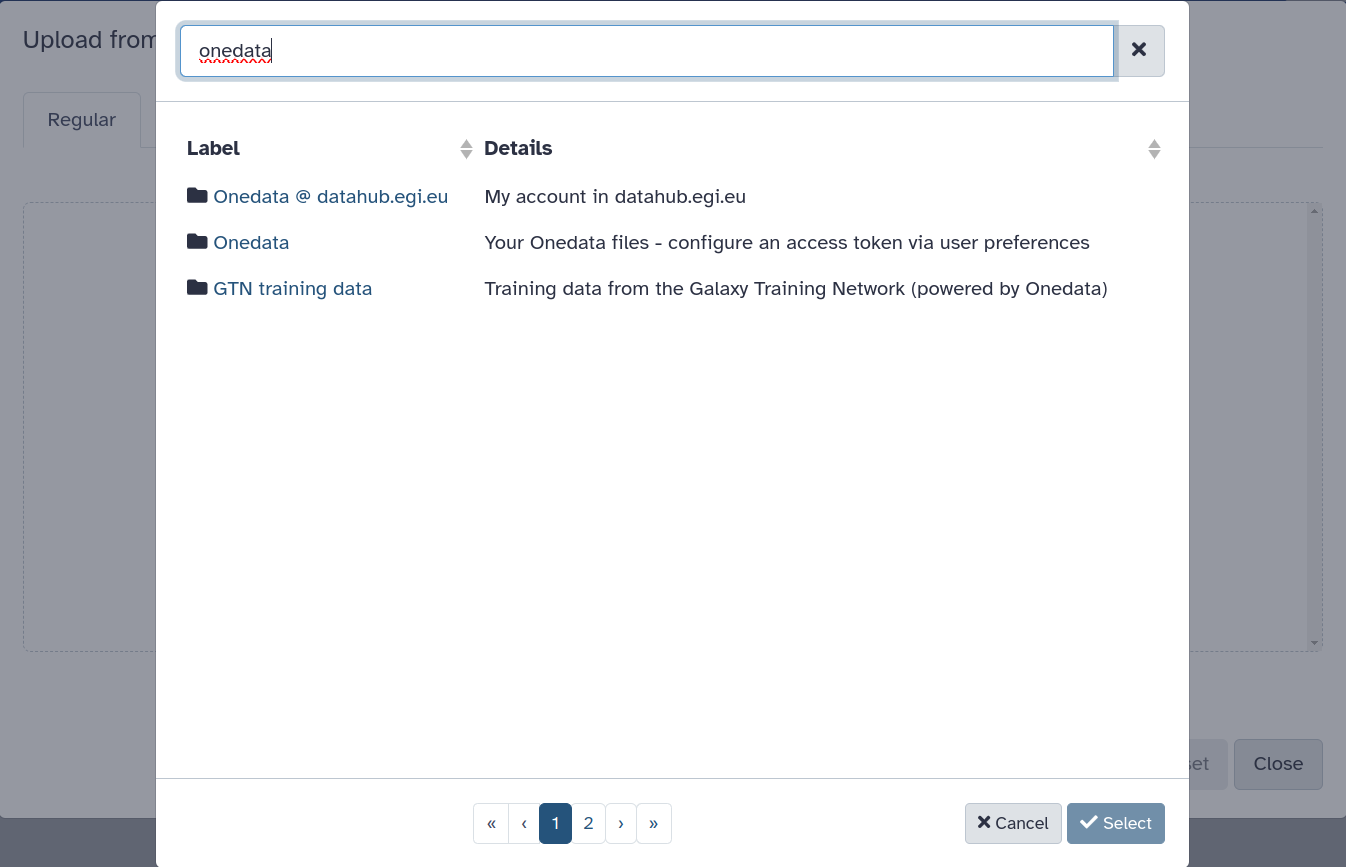 Upload from
onedata
Regular
Label Details
Onedata @ datahub.egi.eu My account in datahub.egi.eu
Onedata Your Onedata files - configure an access token via user preferences
GTN training data Training data from the Galaxy Training Network (powered by Onedata)
set Close
« ‹ 1 2 › » Cancel Select